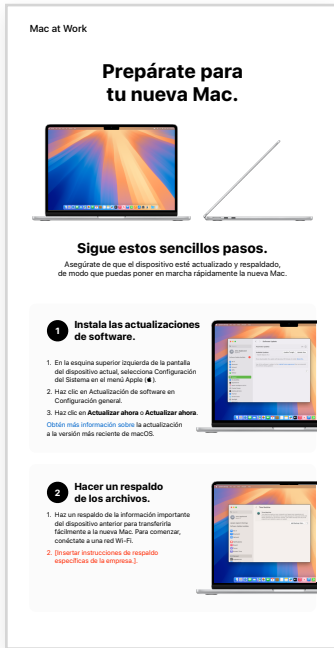 Mac at Work
Prepárate para
tu nueva Mac.
Sigue estos sencillos pasos.
Asegúrate de que el dispositivo esté actualizado y respaldado,
de modo que puedas poner en marcha rápidamente la nueva Mac.
1
Instala las actualizaciones
de software.
1. En la esquina superior izquierda de la pantalla
del dispositivo actual, selecciona Configuración
del Sistema en el menú Apple ().
2. Haz clic en Actualización de software en
Configuración general.
3. Haz clic en Actualizar ahora o Actualizar ahora.
Obtén más información sobre la actualización
a la versión más reciente de macOS.
2
Hacer un respaldo
de los archivos.
1. Haz un respaldo de la información importante
del dispositivo anterior para transferirla
fácilmente a la nueva Mac. Para comenzar,
conéctate a una red Wi-Fi.
2. [Insertar instrucciones de respaldo
específicas de la empresa.].